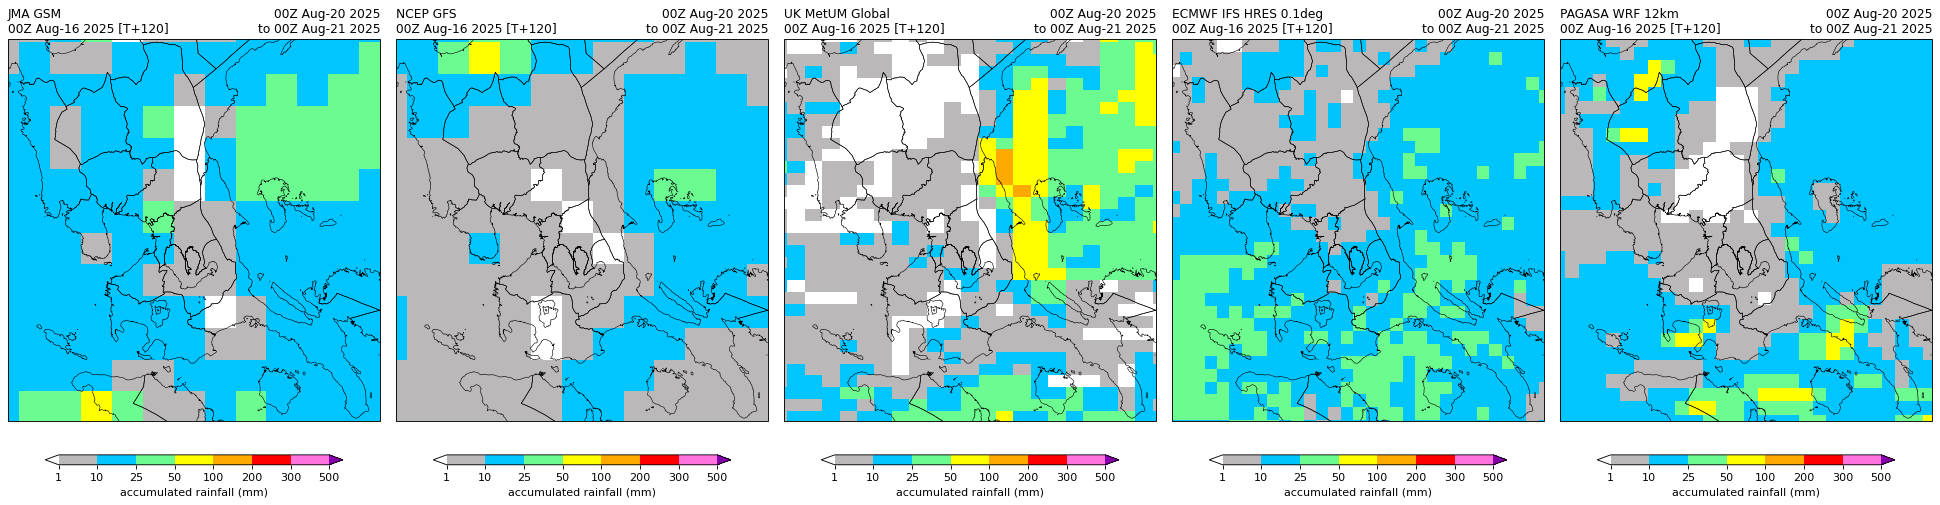 JMA GSM 00Z Aug-20 2025
00Z Aug-16 2025 [T+120] to 00Z Aug-21 2025
1 10 25 50 100 200 300 500
accumulated rainfall (mm)
NCEP GFS 00Z Aug-20 2025
00Z Aug-16 2025 [T+120] to 00Z Aug-21 2025
1 10 25 50 100 200 300 500
accumulated rainfall (mm)
UK MetUM Global 00Z Aug-20 2025
00Z Aug-16 2025 [T+120] to 00Z Aug-21 2025
1 10 25 50 100 200 300 500
accumulated rainfall (mm)
ECMWF IFS HRES 0.1deg 00Z Aug-20 2025
00Z Aug-16 2025 [T+120] to 00Z Aug-21 2025
1 10 25 50 100 200 300 500
accumulated rainfall (mm)
PAGASA WRF 12km 00Z Aug-20 2025
00Z Aug-16 2025 [T+120] to 00Z Aug-21 2025
1 10 25 50 100 200 300 500
accumulated rainfall (mm)